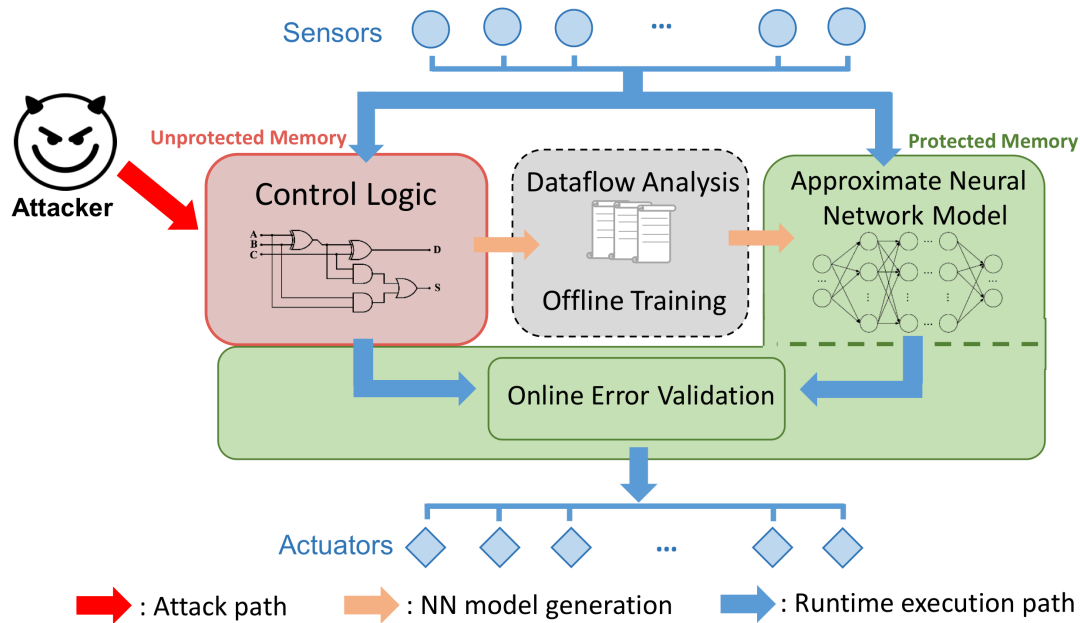 Sensors
...
Unprotected Memory
Protected Memory
Attacker
Control Logic
A
B
C
D
S
Dataflow Analysis
Offline Training
Approximate Neural
Network Model
...
...
...
...
...
Online Error Validation
Actuators
...
: Attack path
: NN model generation
: Runtime execution path